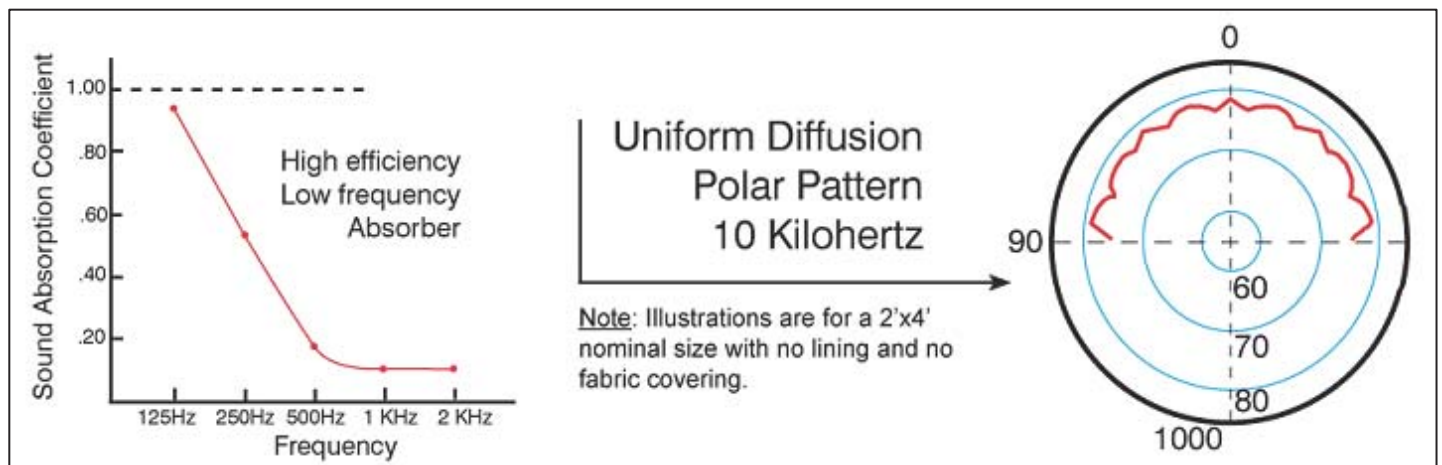 Sound Absorption Coefficient
1.00
.80
.60
.40
.20
High efficiency
Low frequency
Absorber
125Hz 250Hz 500Hz 1 KHz 2 KHz
Frequency
Uniform Diffusion
Polar Pattern
10 Kilohertz
Note: Illustrations are for a 2'x4'
nominal size with no lining and no
fabric covering.
0
90
60
70
80
1000